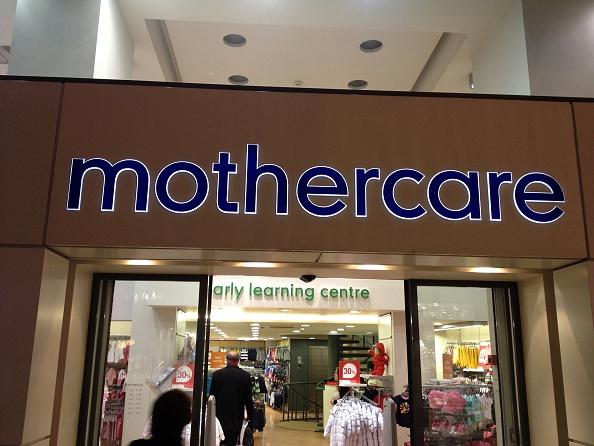 mothercare
arly learning centre
30%
30%